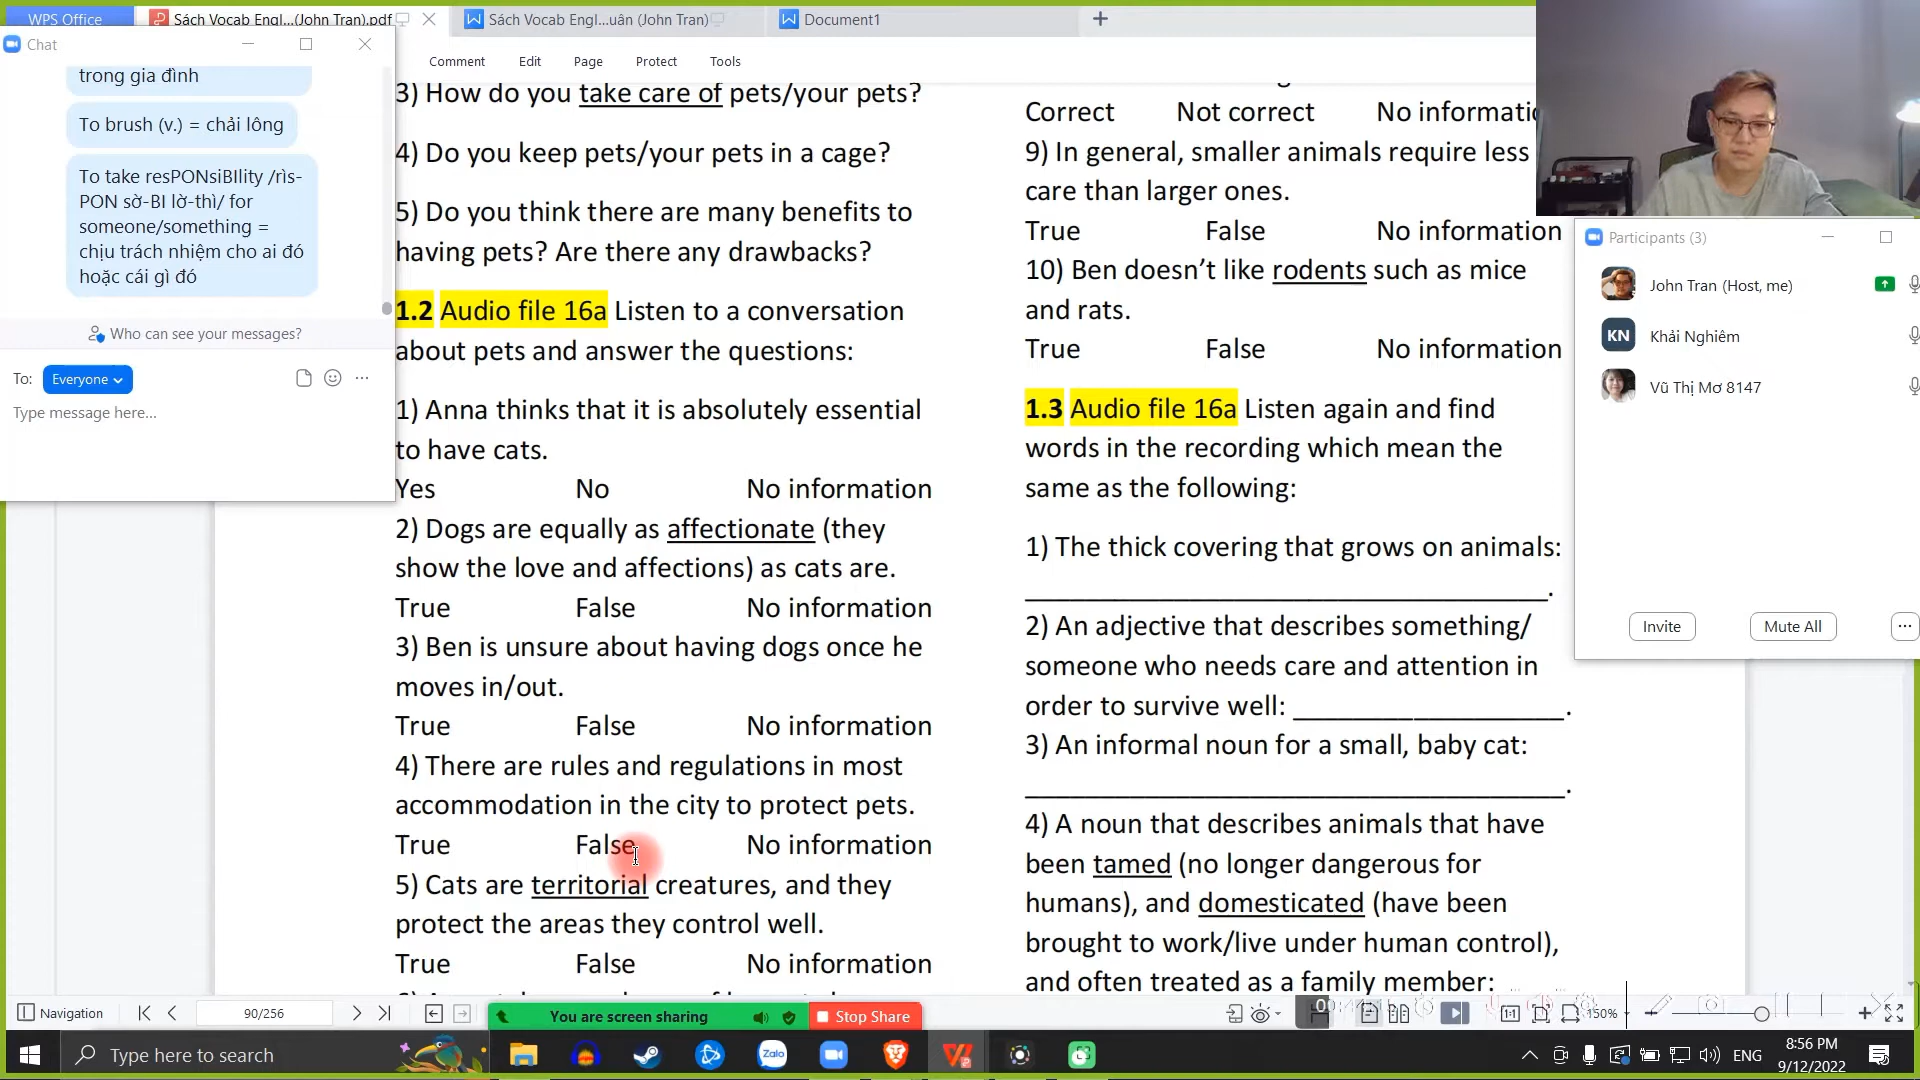 WPS Office
Sách Vocab Engl...(John Tran).pdf
Sách Vocab Engl...uân (John Tran)
Document1
Chat
trong gia đình
To brush (v.) = chải lông
To take resPONsiBIlity /rìs-
PON sờ-BI lờ-thì/ for
someone/something =
chịu trách nhiệm cho ai đó
hoặc cái gì đó
Who can see your messages?
To: Everyone
Type message here...
Comment Edit Page Protect Tools
3) How do you take care of pets/your pets?
4) Do you keep pets/your pets in a cage?
5) Do you think there are many benefits to
having pets? Are there any drawbacks?
1.2 Audio file 16a Listen to a conversation
about pets and answer the questions:
1) Anna thinks that it is absolutely essential
to have cats.
Yes No No information
2) Dogs are equally as affectionate (they
show the love and affections) as cats are.
True False No information
3) Ben is unsure about having dogs once he
moves in/out.
True False No information
4) There are rules and regulations in most
accommodation in the city to protect pets.
True False No information
5) Cats are territorial creatures, and they
protect the areas they control well.
True False No information
Correct Not correct No informatio
9) In general, smaller animals require less
care than larger ones.
True False No information
10) Ben doesn’t like rodents such as mice
and rats.
True False No information
1.3 Audio file 16a Listen again and find
words in the recording which mean the
same as the following:
1) The thick covering that grows on animals:
______________________________.
2) An adjective that describes something/
someone who needs care and attention in
order to survive well: __________________.
3) An informal noun for a small, baby cat:
______________________________.
4) A noun that describes animals that have
been tamed (no longer dangerous for
humans), and domesticated (have been
brought to work/live under human control),
and often treated as a family member:
Participants (3)
John Tran (Host, me)
KN Khải Nghiêm
Vũ Thị Mơ 8147
Invite Mute All ...
Navigation 90/256
You are screen sharing Stop Share
150%
Type here to search
Zalo
ENG
8:56 PM
9/12/2022